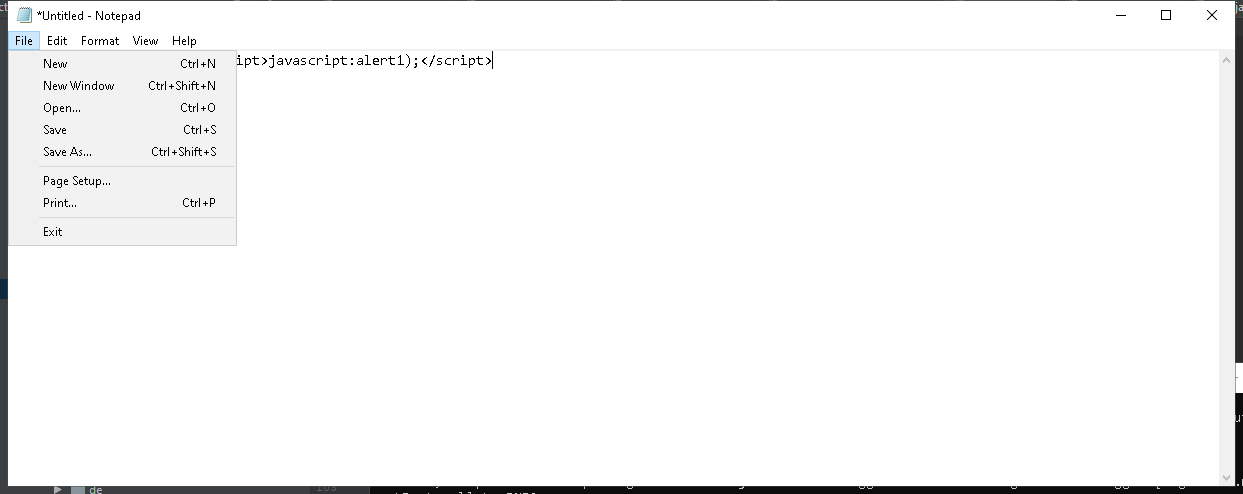 *Untitled - Notepad
File Edit Format View Help
ipt>javascript:alert1);</script>
New Ctrl+N
New Window Ctrl+Shift+N
Open... Ctrl+O
Save Ctrl+S
Save As... Ctrl+Shift+S
Page Setup...
Print... Ctrl+P
Exit
de